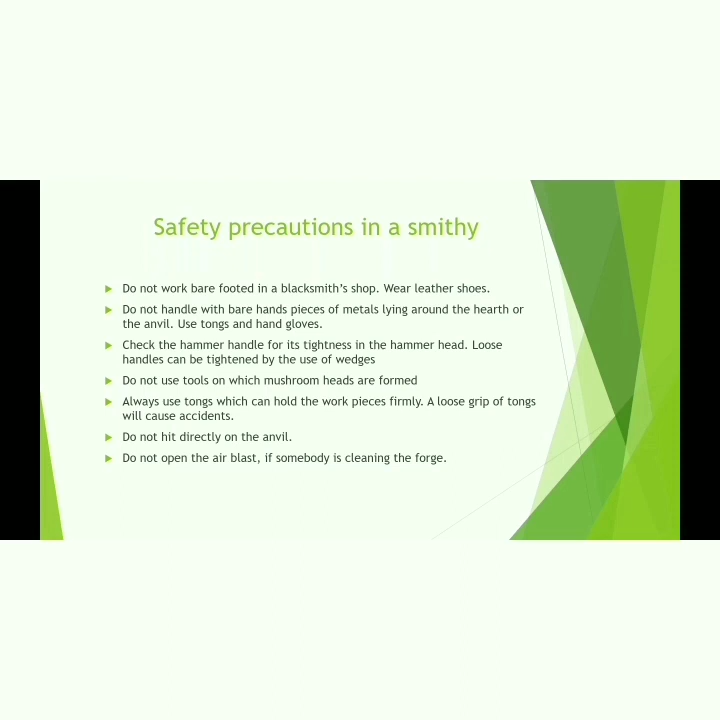 Safety precautions in a smithy
Do not work bare footed in a blacksmith's shop. Wear leather shoes.
Do not handle with bare hands pieces of metals lying around the hearth or
the anvil. Use tongs and hand gloves.
Check the hammer handle for its tightness in the hammer head. Loose
handles can be tightened by the use of wedges
Do not use tools on which mushroom heads are formed
Always use tongs which can hold the work pieces firmly. A loose grip of tongs
will cause accidents.
Do not hit directly on the anvil.
Do not open the air blast, if somebody is cleaning the forge.